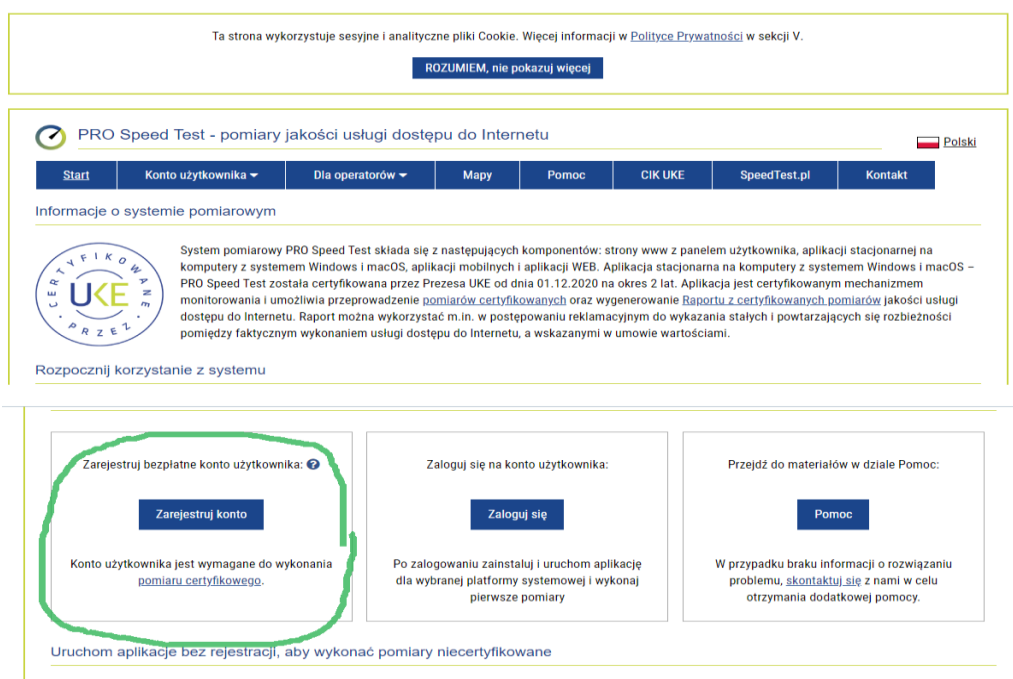 Ta strona wykorzystuje sesyjne i analityczne pliki Cookie. Więcej informacji w Polityce Prywatności w sekcji V.
ROZUMIEM, nie pokazuj więcej
PRO Speed Test - pomiary jakości usługi dostępu do Internetu
Polski
Start Konto użytkownika Dla operatorów Mapy Pomoc CIK UKE SpeedTest.pl Kontakt
Informacje o systemie pomiarowym
CERTYFIKOWANE PRZEZ
UKE
System pomiarowy PRO Speed Test składa się z następujących komponentów: strony www z panelem użytkownika, aplikacji stacjonarnej na
komputery z systemem Windows i macOS, aplikacji mobilnych i aplikacji WEB. Aplikacja stacjonarna na komputery z systemem Windows i macOS –
PRO Speed Test została certyfikowana przez Prezesa UKE od dnia 01.12.2020 na okres 2 lat. Aplikacja jest certyfikowanym mechanizmem
monitorowania i umożliwia przeprowadzenie pomiarów certyfikowanych oraz wygenerowanie Raportu z certyfikowanych pomiarów jakości usługi
dostępu do Internetu. Raport można wykorzystać m.in. w postępowaniu reklamacyjnym do wykazania stałych i powtarzających się rozbieżności
pomiędzy faktycznym wykonaniem usługi dostępu do Internetu, a wskazanymi w umowie wartościami.
Rozpocznij korzystanie z systemu
Zarejestruj bezpłatne konto użytkownika: ?
Zarejestruj konto
Konto użytkownika jest wymagane do wykonania
pomiaru certyfikowego.
Zaloguj się na konto użytkownika:
Zaloguj się
Po zalogowaniu zainstaluj i uruchom aplikację
dla wybranej platformy systemowej i wykonaj
pierwsze pomiary
Przejdź do materiałów w dziale Pomoc:
Pomoc
W przypadku braku informacji o rozwiązaniu
problemu, skontaktuj się z nami w celu
otrzymania dodatkowej pomocy.
Uruchom aplikacje bez rejestracji, aby wykonać pomiary niecertyfikowane